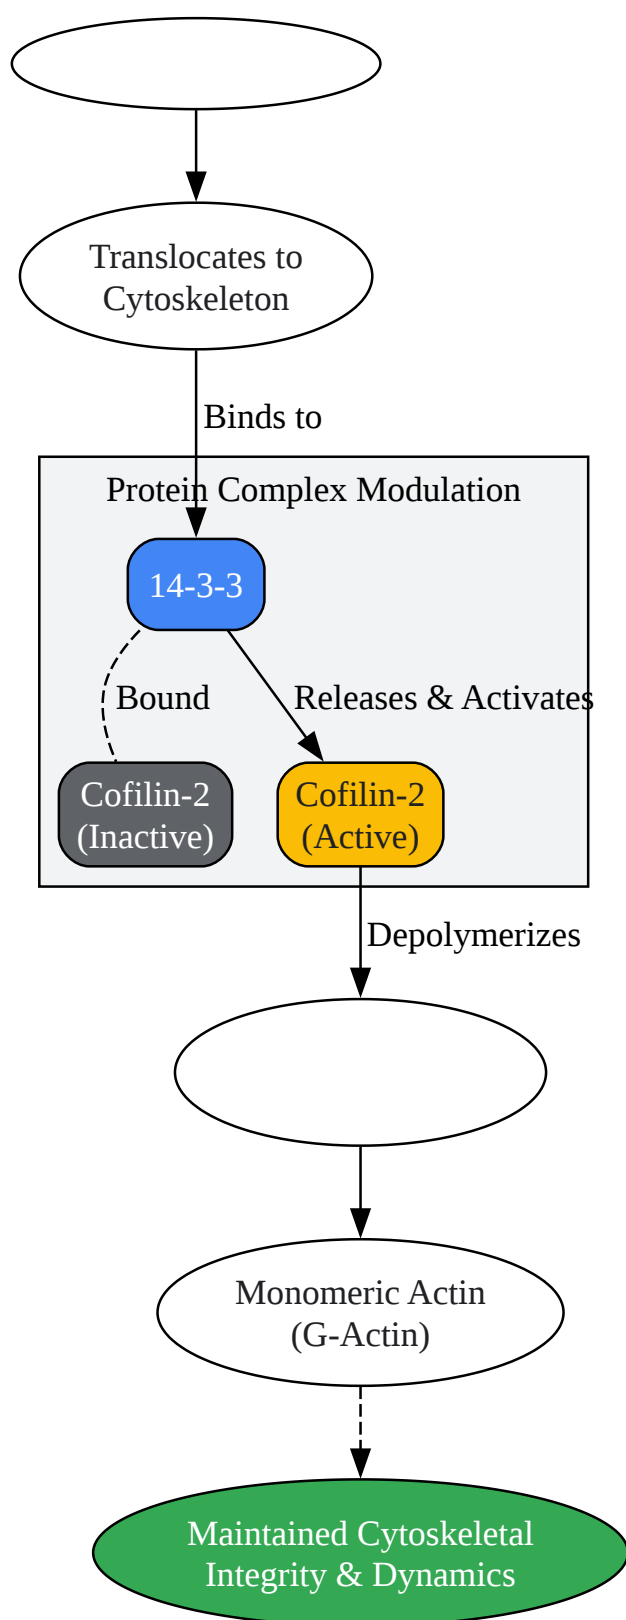 Translocates to
Cytoskeleton
Binds to
Protein Complex Modulation
14-3-3
Bound
Releases & Activates
Cofilin-2
(Inactive)
Cofilin-2
(Active)
Depolymerizes
Monomeric Actin
(G-Actin)
Maintained Cytoskeletal
Integrity & Dynamics